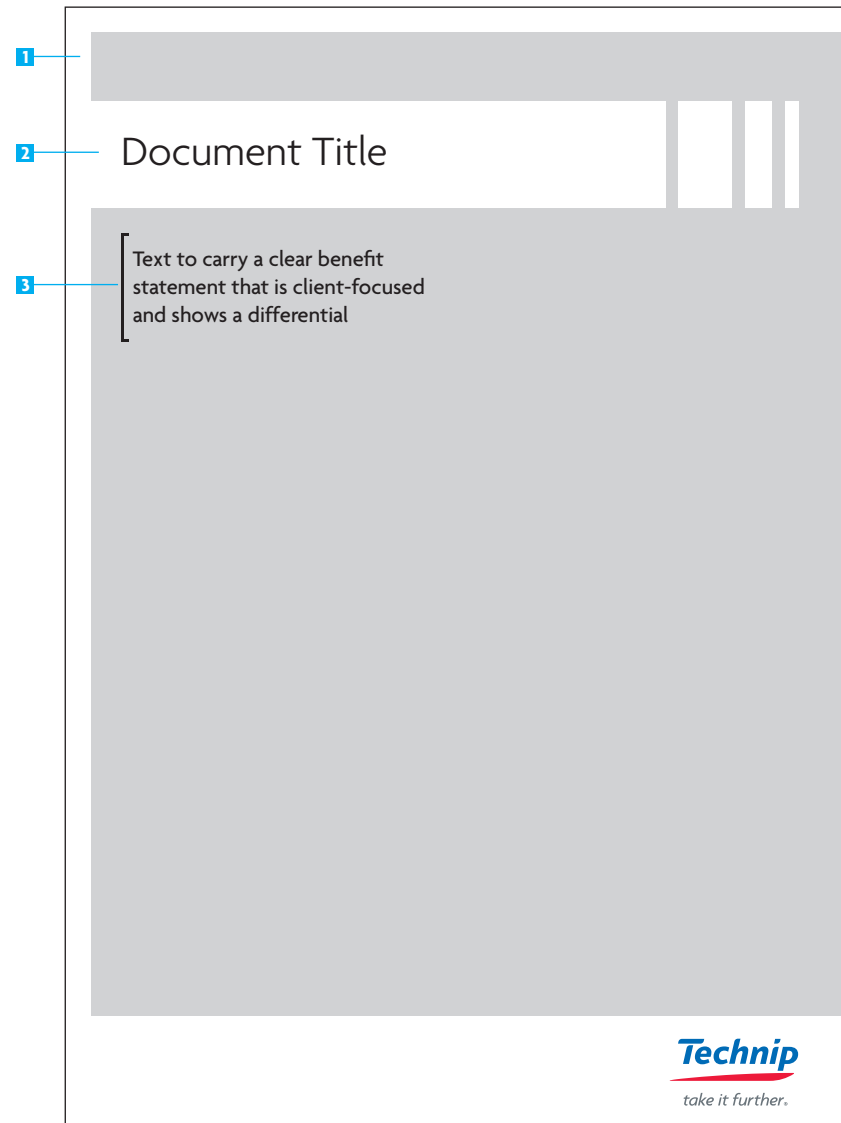 1
2
Document Title
3
Text to carry a clear benefit
statement that is client-focused
and shows a differential
Technip
take it further.